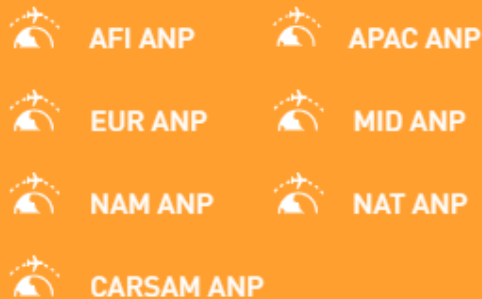 AFI ANP
APAC ANP
EUR ANP
MID ANP
NAM ANP
NAT ANP
CARSAM ANP